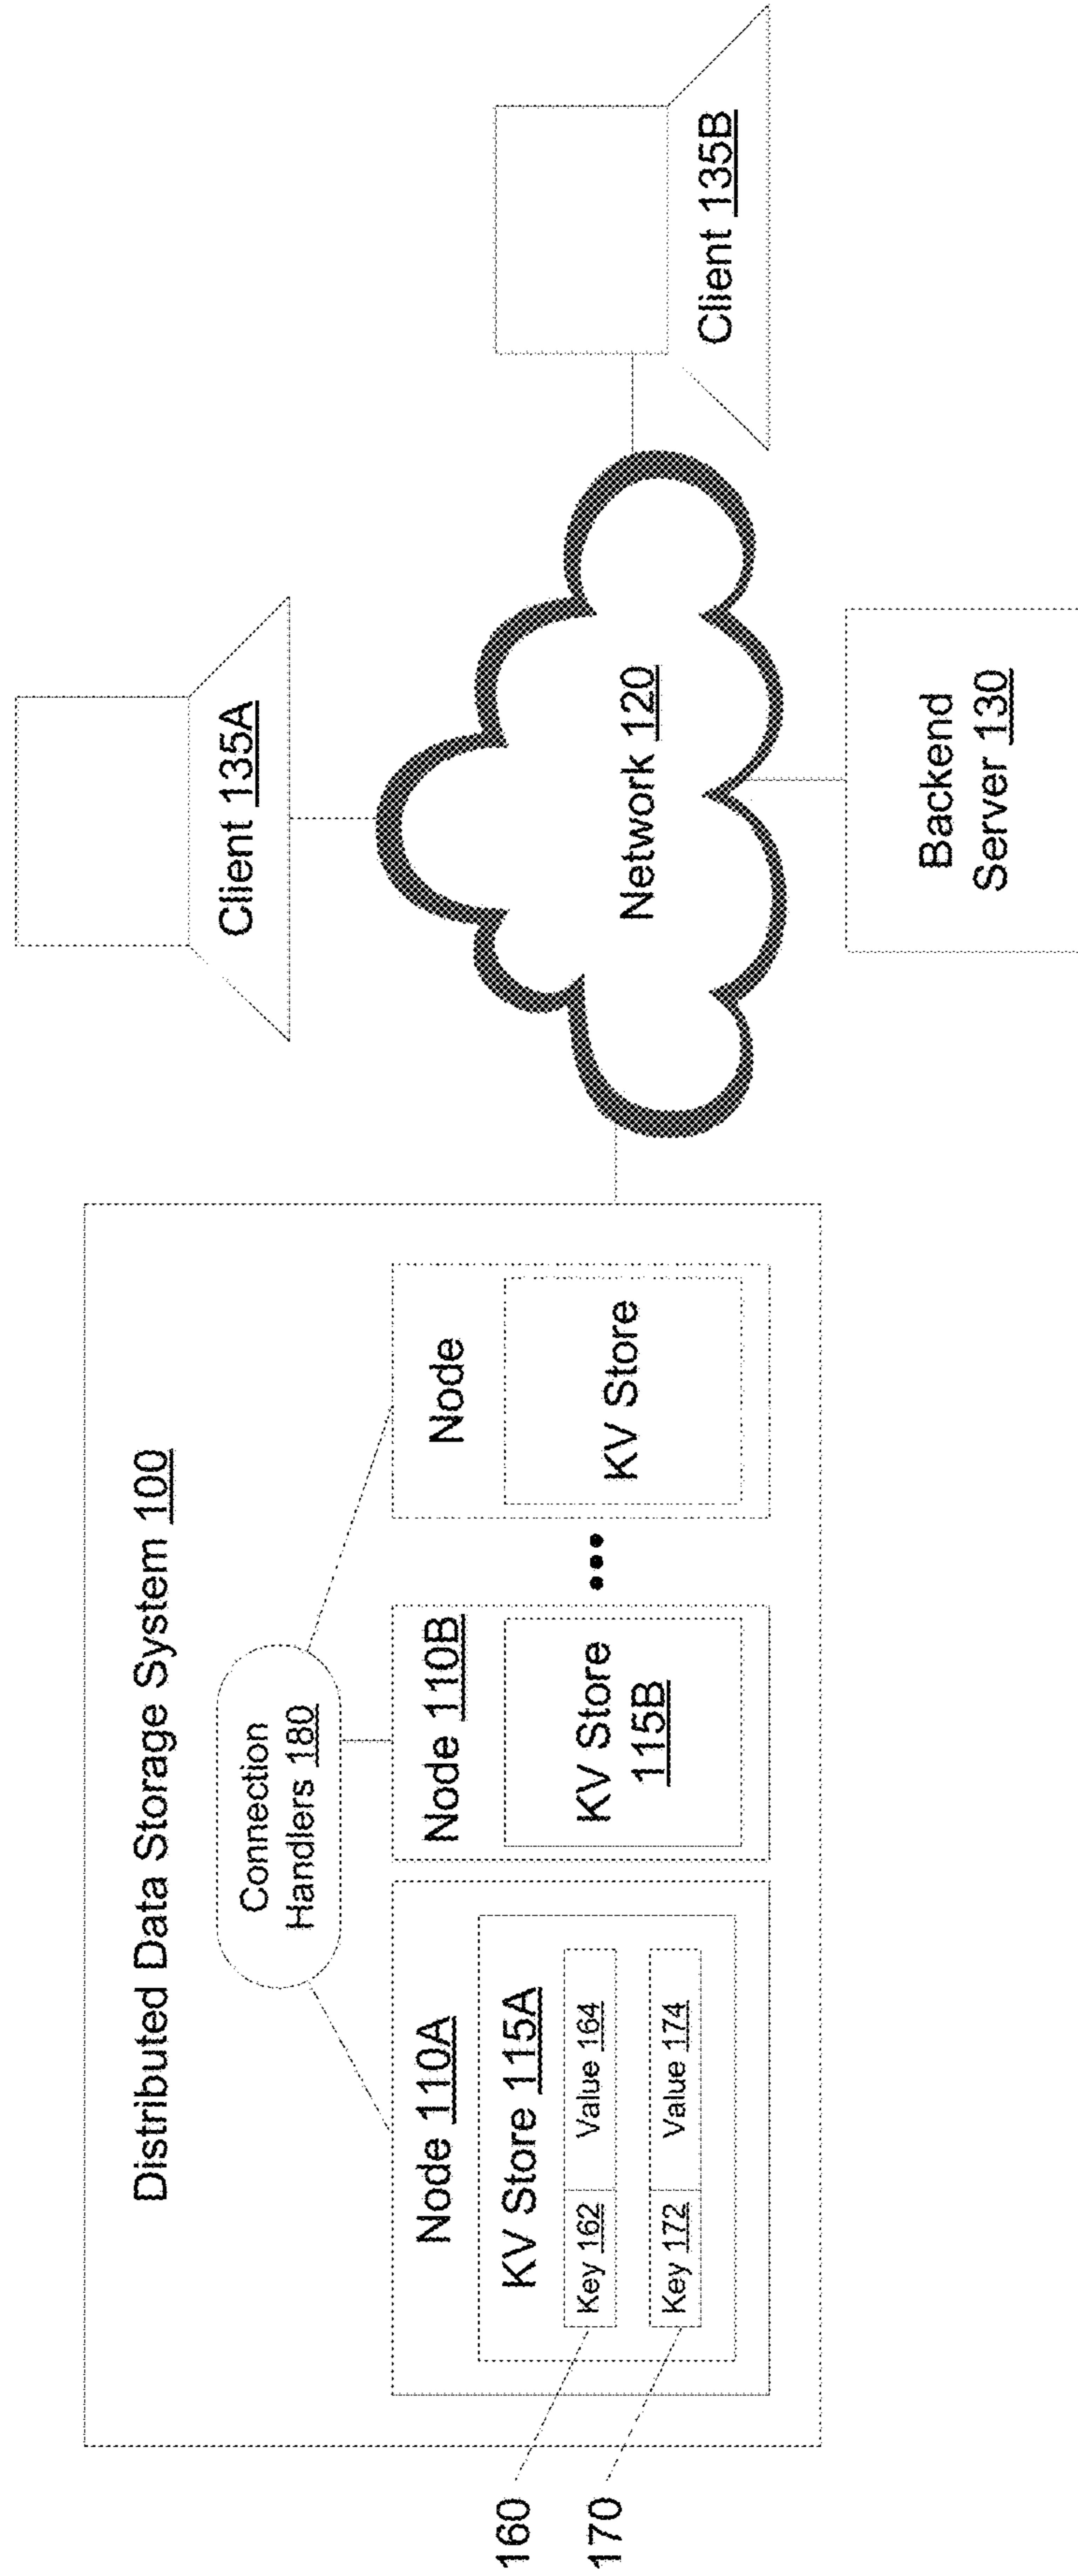 Distributed Data Storage System 100
Connection
Handlers 180
Node 110A
KV Store 115A
Key 162
Value 164
Key 172
Value 174
160
170
Node 110B
KV Store
115B
Node
KV Store
Client 135A
Network 120
Client 135B
Backend
Server 130